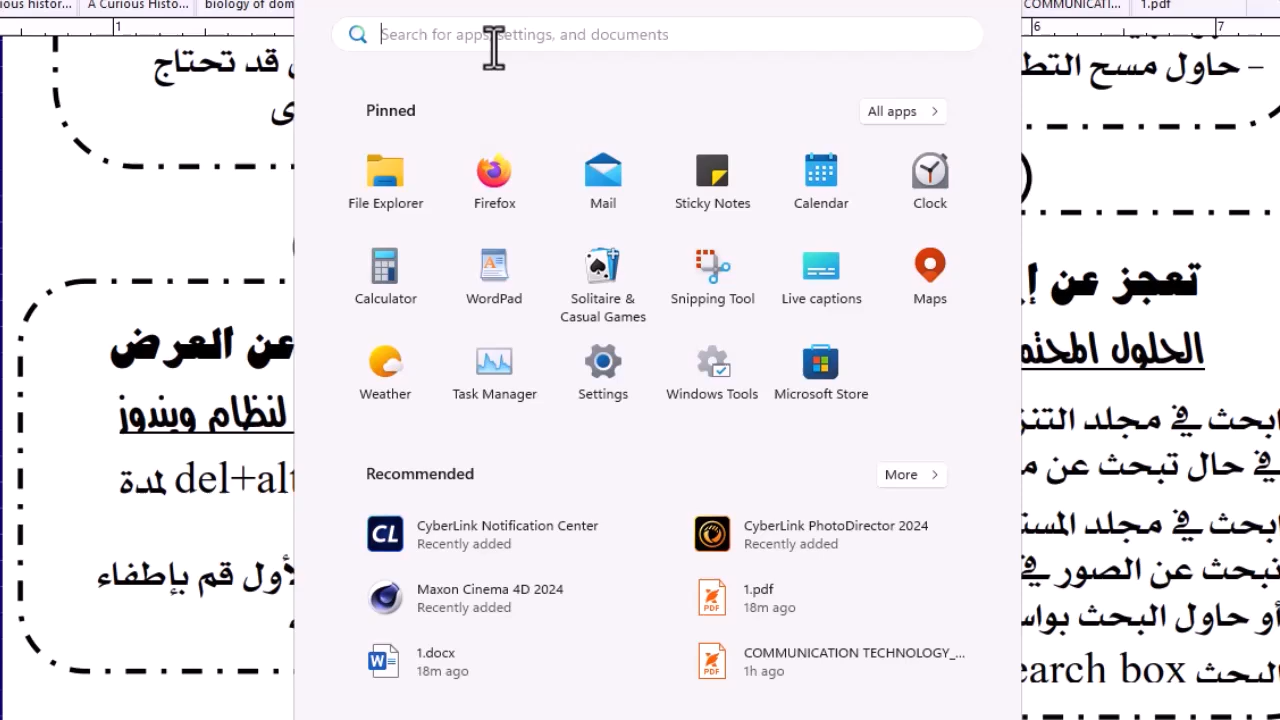 ious histor...
A Curious Histo...
biology of dom
COMMUNICATI...
1.pdf
1
6
7
Search for apps, settings, and documents
Pinned
All apps
File Explorer
Firefox
Mail
Sticky Notes
Calendar
Clock
Calculator
WordPad
Solitaire &
Casual Games
Snipping Tool
Live captions
Maps
Weather
Task Manager
Settings
Windows Tools
Microsoft Store
Recommended
More
CyberLink Notification Center
Recently added
CyberLink PhotoDirector 2024
Recently added
Maxon Cinema 4D 2024
Recently added
1.pdf
18m ago
1.docx
18m ago
COMMUNICATION TECHNOLOGY_...
1h ago
– حاول مسح التط
تعجز عن إ
الحلول المحتم
ابحث في مجلد التنز
في حال تبحث عن م
ابحث في مجلد المست
نبحث عن الصور في
أو حاول البحث بواس
البحث earch box
قد تحتاج
ى
عن العرض
لنظام ويندوز
del+alt لمدة
لأول قم بإطفاء